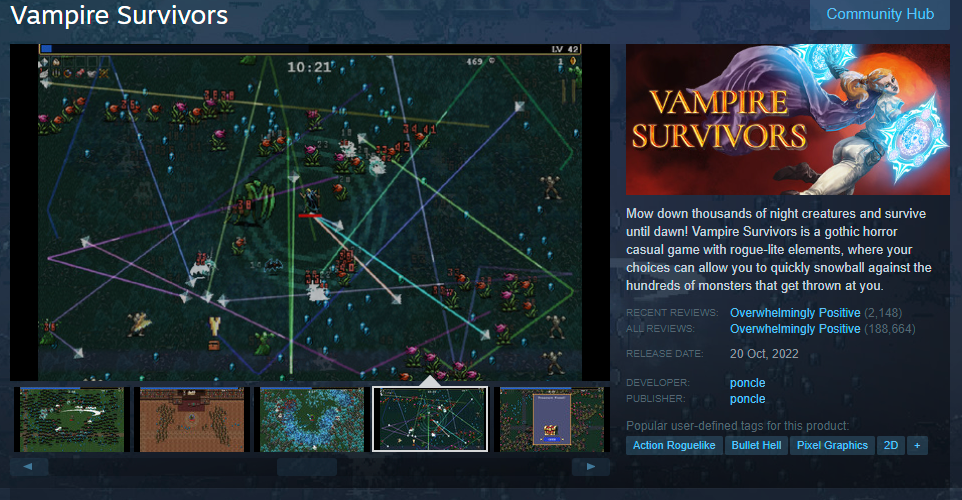 Vampire Survivors
Community Hub
LV 42
10:21
469
1
VAMPIRE
SURVIVORS
Mow down thousands of night creatures and survive
until dawn! Vampire Survivors is a gothic horror
casual game with rogue-lite elements, where your
choices can allow you to quickly snowball against the
hundreds of monsters that get thrown at you.
RECENT REVIEWS: Overwhelmingly Positive (2,148)
ALL REVIEWS: Overwhelmingly Positive (188,664)
RELEASE DATE: 20 Oct, 2022
DEVELOPER: poncle
PUBLISHER: poncle
Popular user-defined tags for this product:
Action Roguelike Bullet Hell Pixel Graphics 2D +